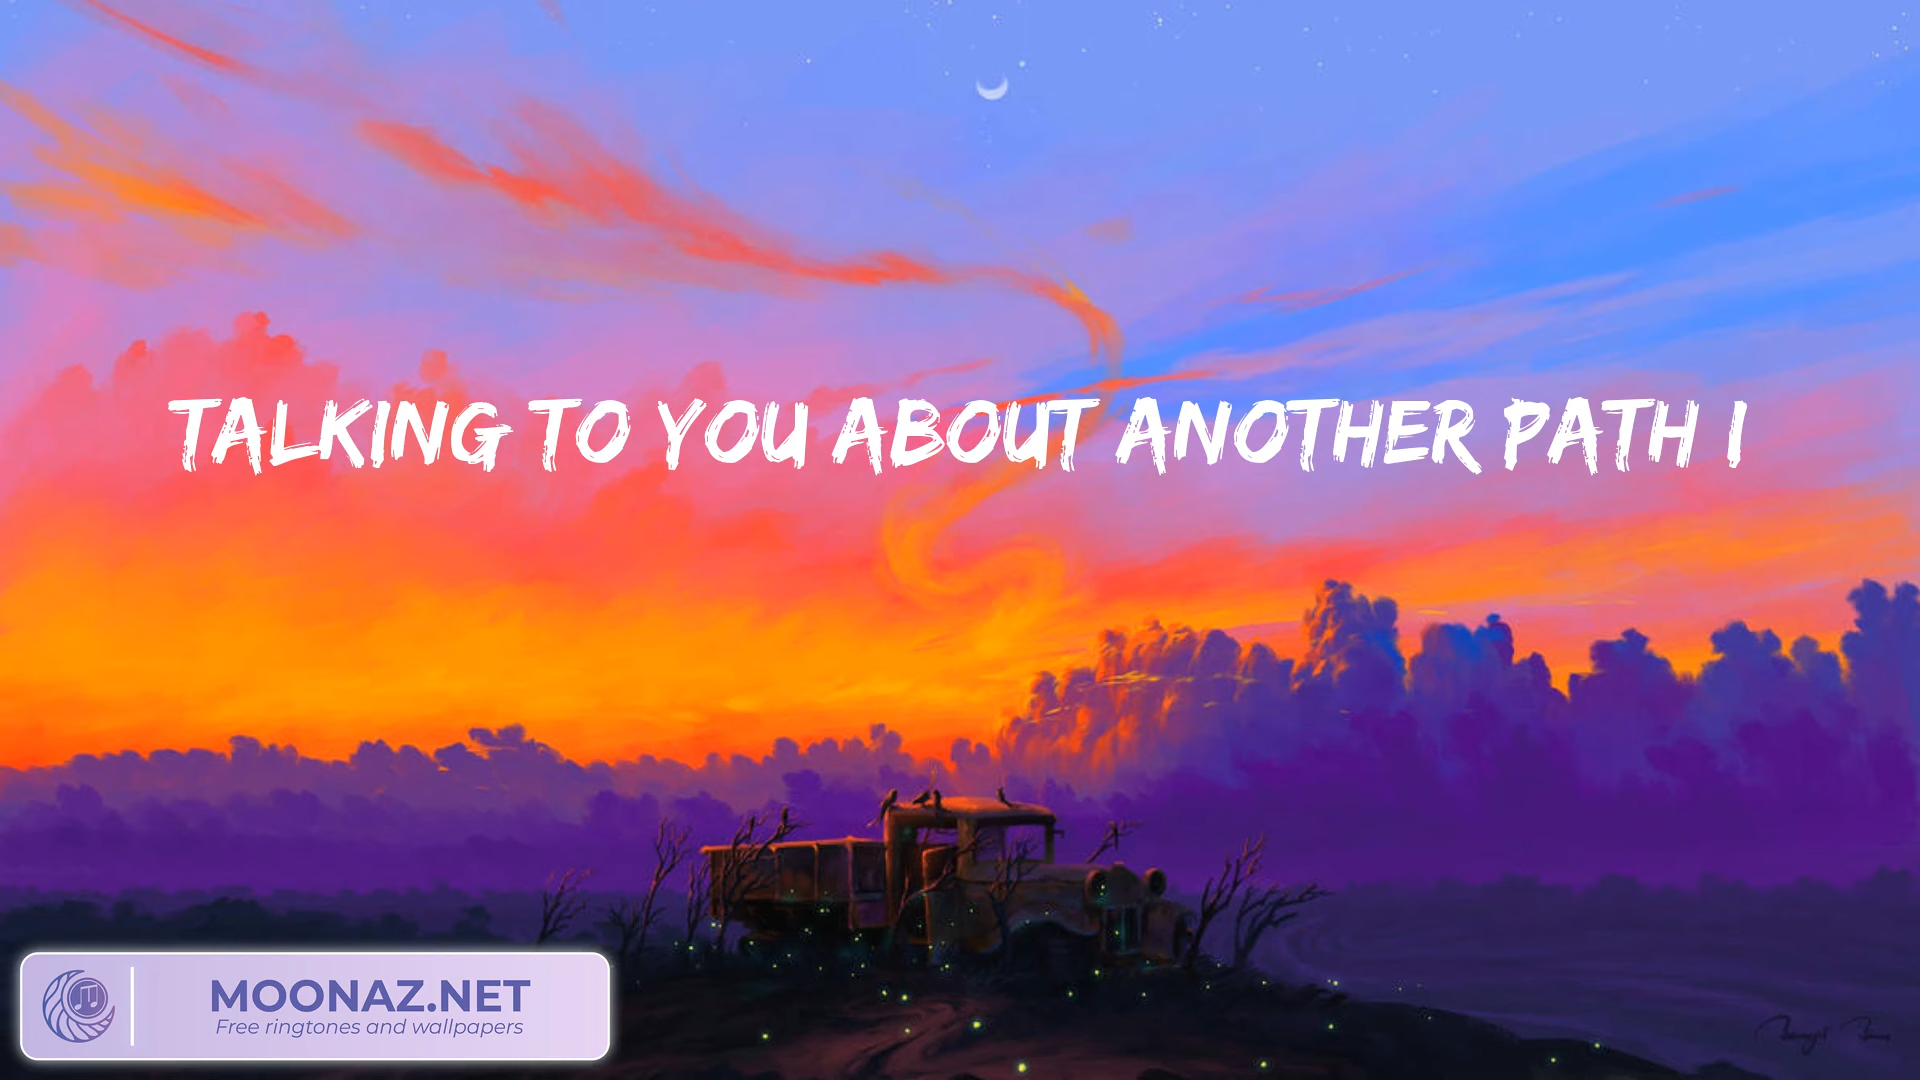 TALKING TO YOU ABOUT ANOTHER PATH I
MOONAZ.NET
Free ringtones and wallpapers